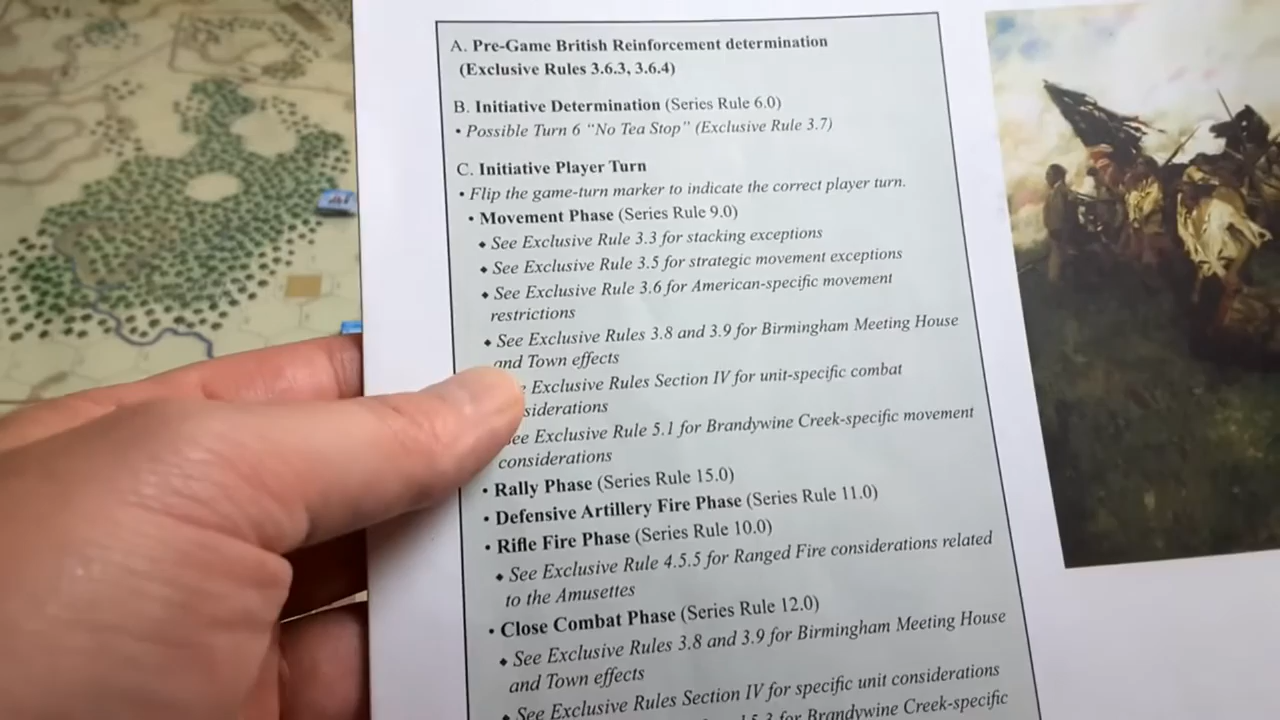 A. Pre-Game British Reinforcement determination
(Exclusive Rules 3.6.3, 3.6.4)
B. Initiative Determination (Series Rule 6.0)
• Possible Turn 6 “No Tea Stop” (Exclusive Rule 3.7)
C. Initiative Player Turn
• Flip the game-turn marker to indicate the correct player turn.
• Movement Phase (Series Rule 9.0)
⬥ See Exclusive Rule 3.3 for stacking exceptions
⬥ See Exclusive Rule 3.5 for strategic movement exceptions
⬥ See Exclusive Rule 3.6 for American-specific movement
restrictions
⬥ See Exclusive Rules 3.8 and 3.9 for Birmingham Meeting House
and Town effects
Exclusive Rules Section IV for unit-specific combat
siderations
See Exclusive Rule 5.1 for Brandywine Creek-specific movement
considerations
• Rally Phase (Series Rule 15.0)
• Defensive Artillery Fire Phase (Series Rule 11.0)
• Rifle Fire Phase (Series Rule 10.0)
⬥ See Exclusive Rule 4.5.5 for Ranged Fire considerations related
to the Amusettes
• Close Combat Phase (Series Rule 12.0)
⬥ See Exclusive Rules 3.8 and 3.9 for Birmingham Meeting House
and Town effects
⬥ See Exclusive Rules Section IV for specific unit considerations
for Brandywine Creek-specific